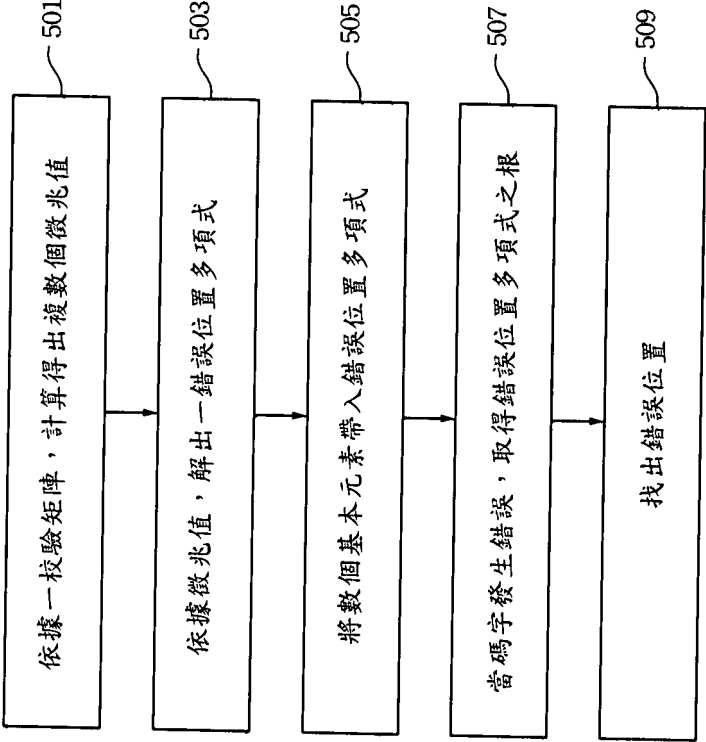 依據一校驗矩陣，計算得出複數個徵兆值
501
依據徵兆值，解出一錯誤位置多項式
503
將數個基本元素帶入錯誤位置多項式
505
當碼字發生錯誤，取得錯誤位置多項式之根
507
找出錯誤位置
509